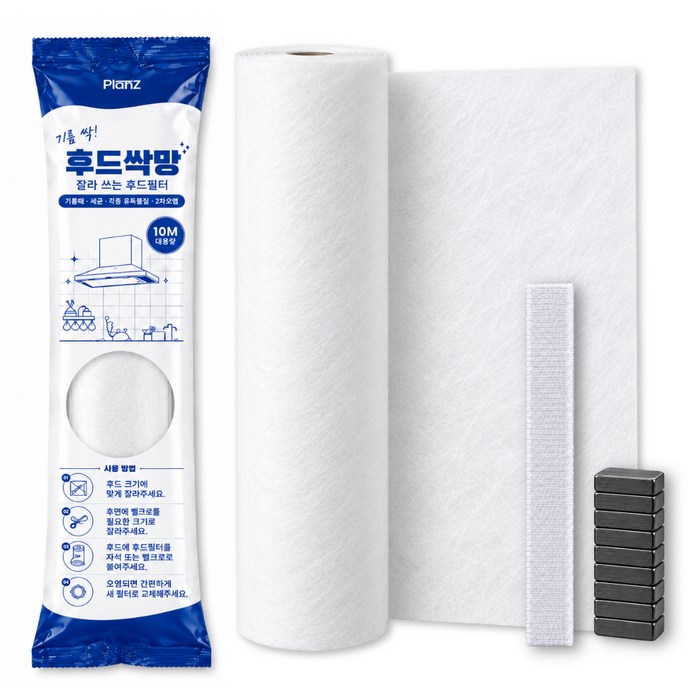 PlanZ
기름 싹!
후드싹망
잘라 쓰는 후드필터
기름때 · 세균 · 각종 유독물질 · 2차오염
10M
대용량
사용 방법
01
후드 크기에
맞게 잘라주세요.
02
후면에 벨크로를
필요한 크기로
잘라주세요.
03
후드에 후드필터를
자석 또는 벨크로로
붙여주세요.
04
오염되면 간편하게
새 필터로 교체해주세요.